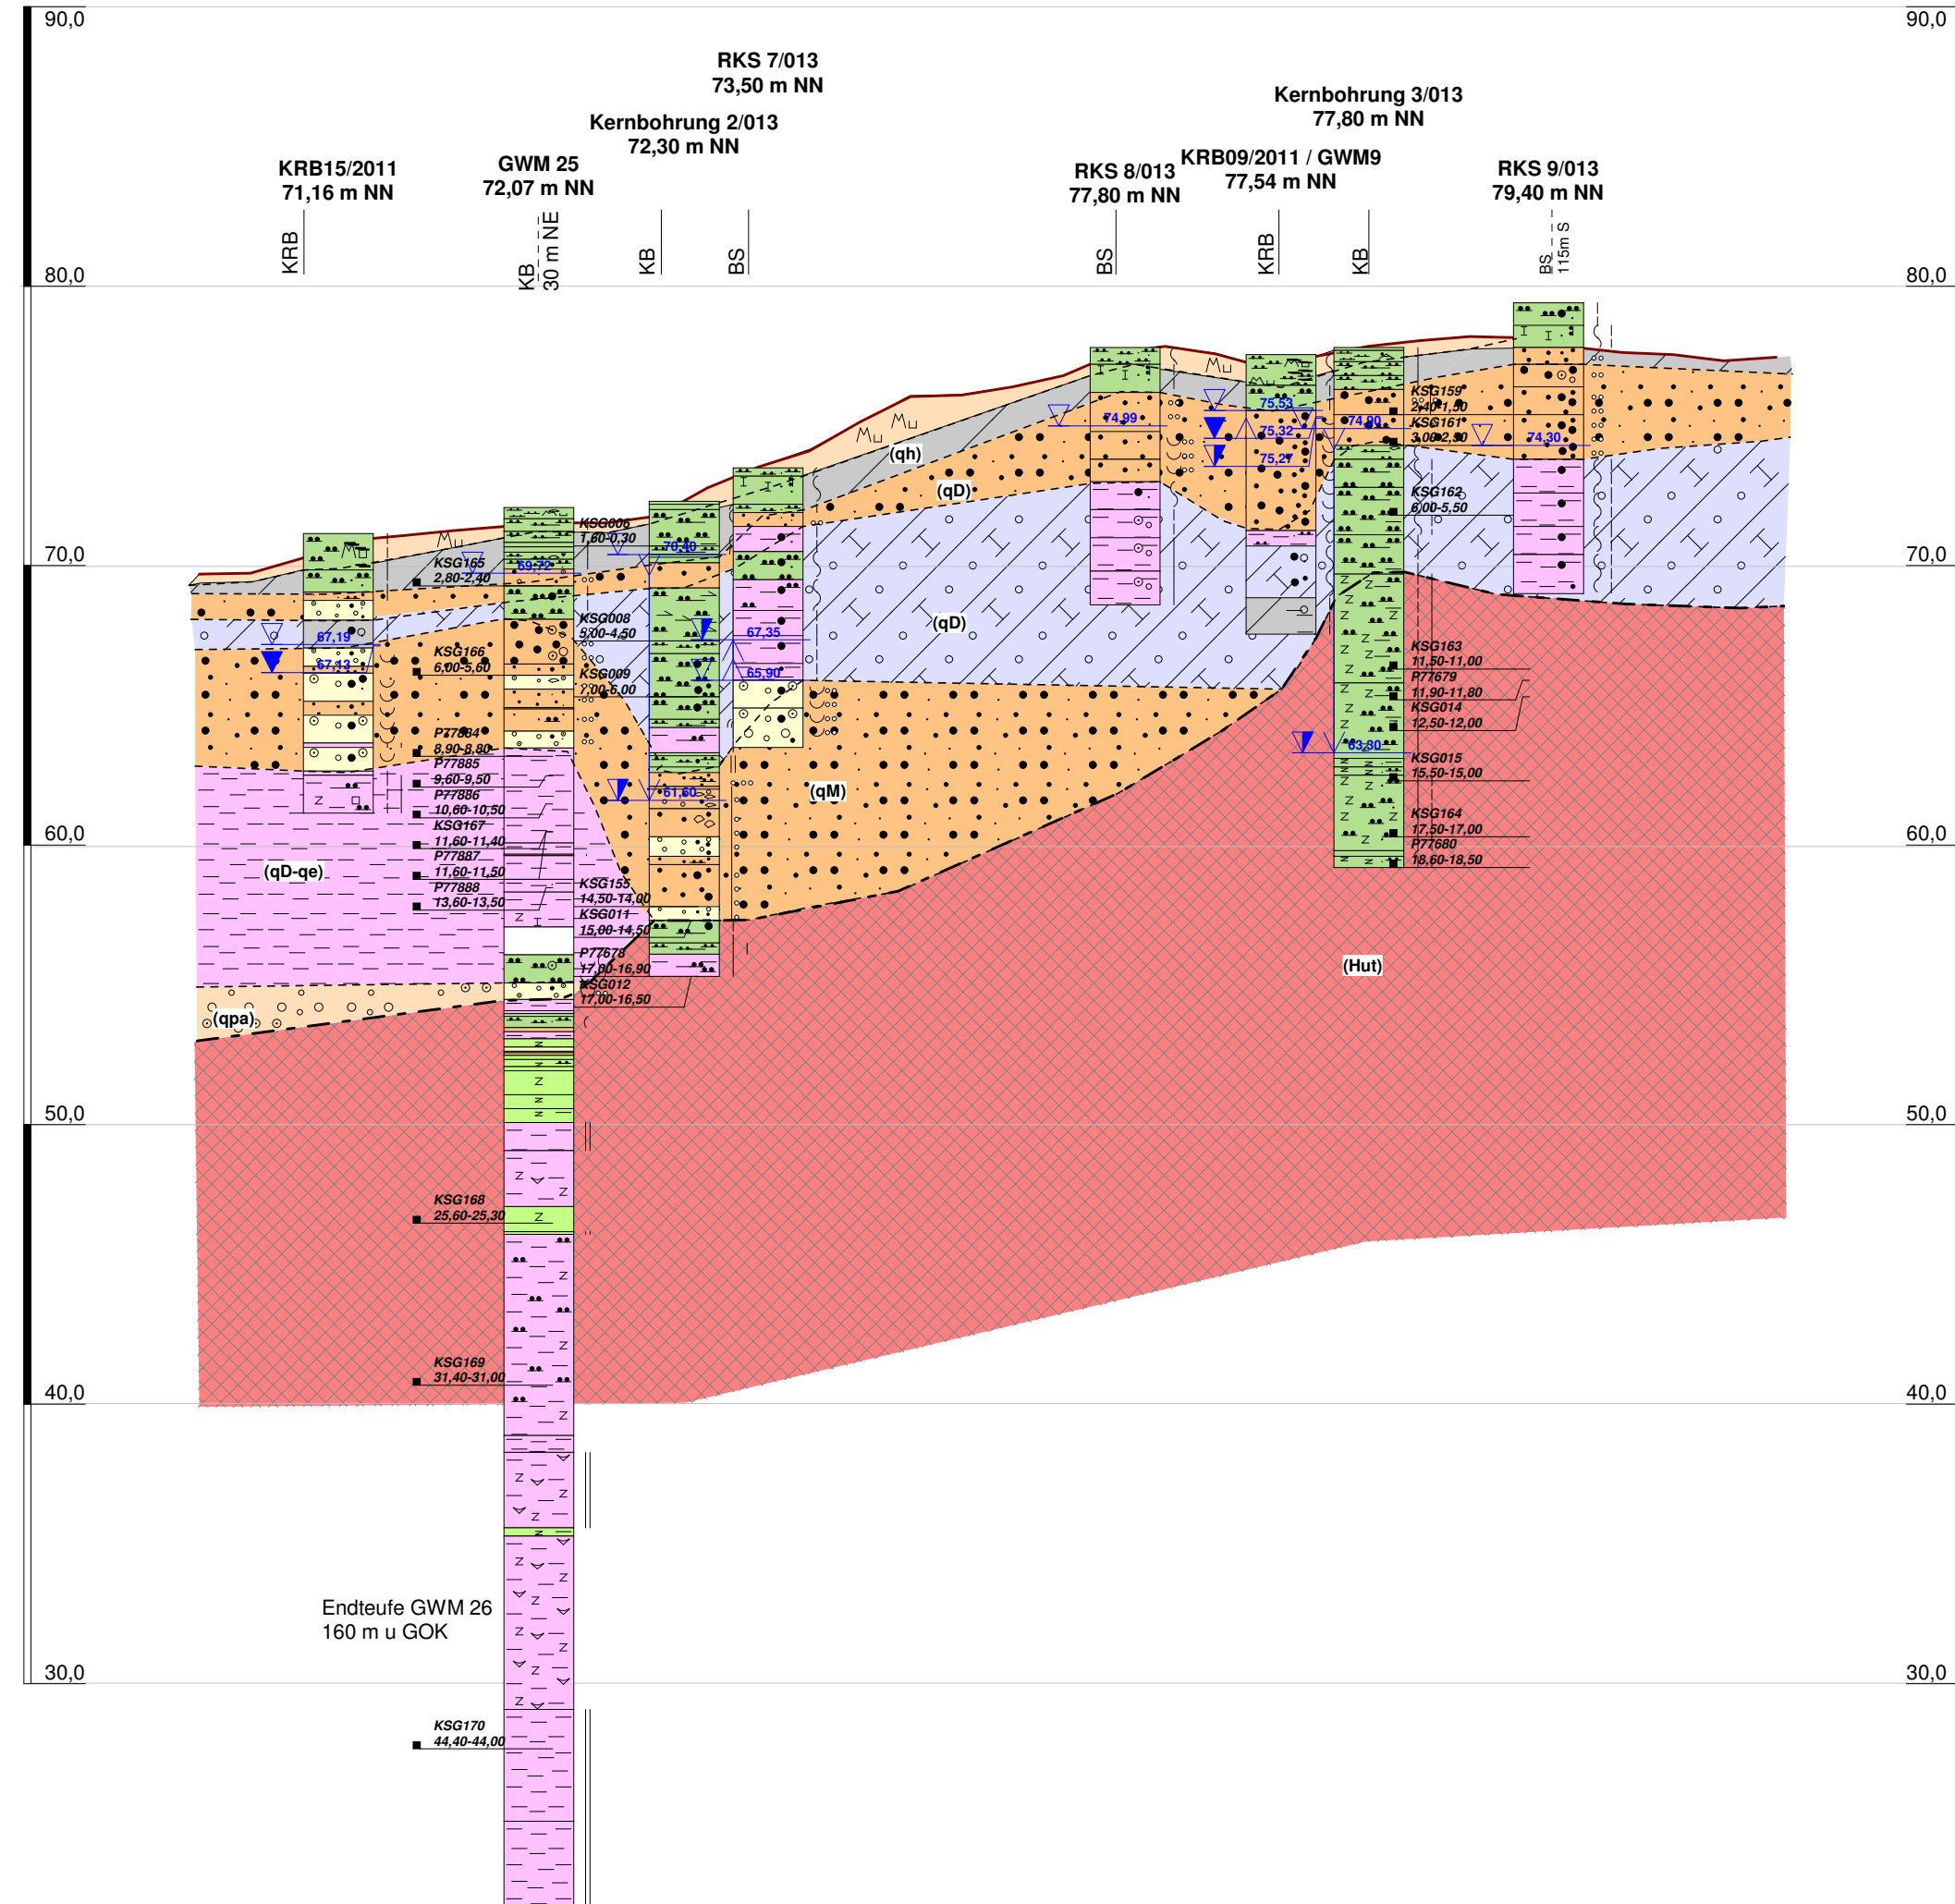 90,0
90,0
RKS 7/013
73,50 m NN
Kernbohrung 3/013
77,80 m NN
Kernbohrung 2/013
72,30 m NN
KRB15/2011
71,16 m NN
GWM 25
72,07 m NN
RKS 8/013
77,80 m NN
KRB09/2011 / GWM9
77,54 m NN
RKS 9/013
79,40 m NN
KRB
KB
30 m NE
KB
BS
BS
KRB
KB
BS
115m S
80,0
80,0
KSG159
2,40-1,50
KSG161
3,00-2,90
75,53
75,32
75,27
74,99
74,90
74,30
(qh)
(qD)
KSG162
6,00-5,50
KSG006
1,60-0,30
70,40
69,72
70,0
70,0
KSG165
2,80-2,40
KSG008
5,00-4,50
67,35
67,19
67,13
(qD)
KSG166
6,00-5,60
KSG009
7,00-6,00
65,90
KSG163
11,50-11,00
P77679
11,90-11,80
KSG014
12,50-12,00
63,80
KSG015
15,50-15,00
P77884
8,90-8,80
P77885
9,60-9,50
P77886
10,60-10,50
61,60
(qM)
KSG164
17,50-17,00
P77680
18,60-18,50
60,0
60,0
KSG167
11,60-11,40
P77887
11,60-11,50
P77888
13,60-13,50
(qD-qe)
KSG155
14,50-14,00
KSG011
15,00-14,50
P77678
17,00-16,90
KSG012
17,00-16,50
(Hut)
(qpa)
50,0
50,0
KSG168
25,60-25,30
KSG169
31,40-31,00
40,0
40,0
Endteufe GWM 26
160 m u GOK
30,0
30,0
KSG170
44,40-44,00